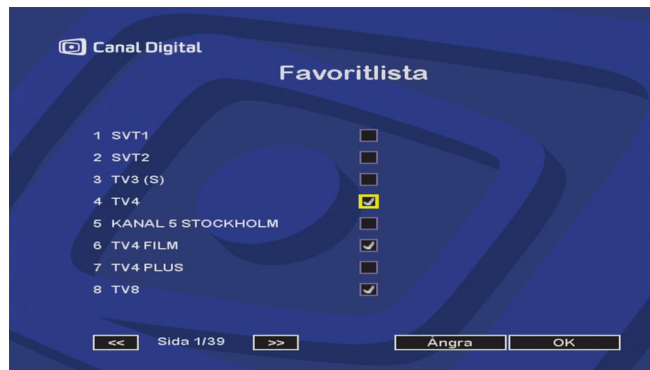 Canal Digital
Favoritlista
1 SVT1
2 SVT2
3 TV3 (S)
4 TV4
5 KANAL 5 STOCKHOLM
6 TV4 FILM
7 TV4 PLUS
8 TV8
<< Sida 1/39 >> Ångra OK